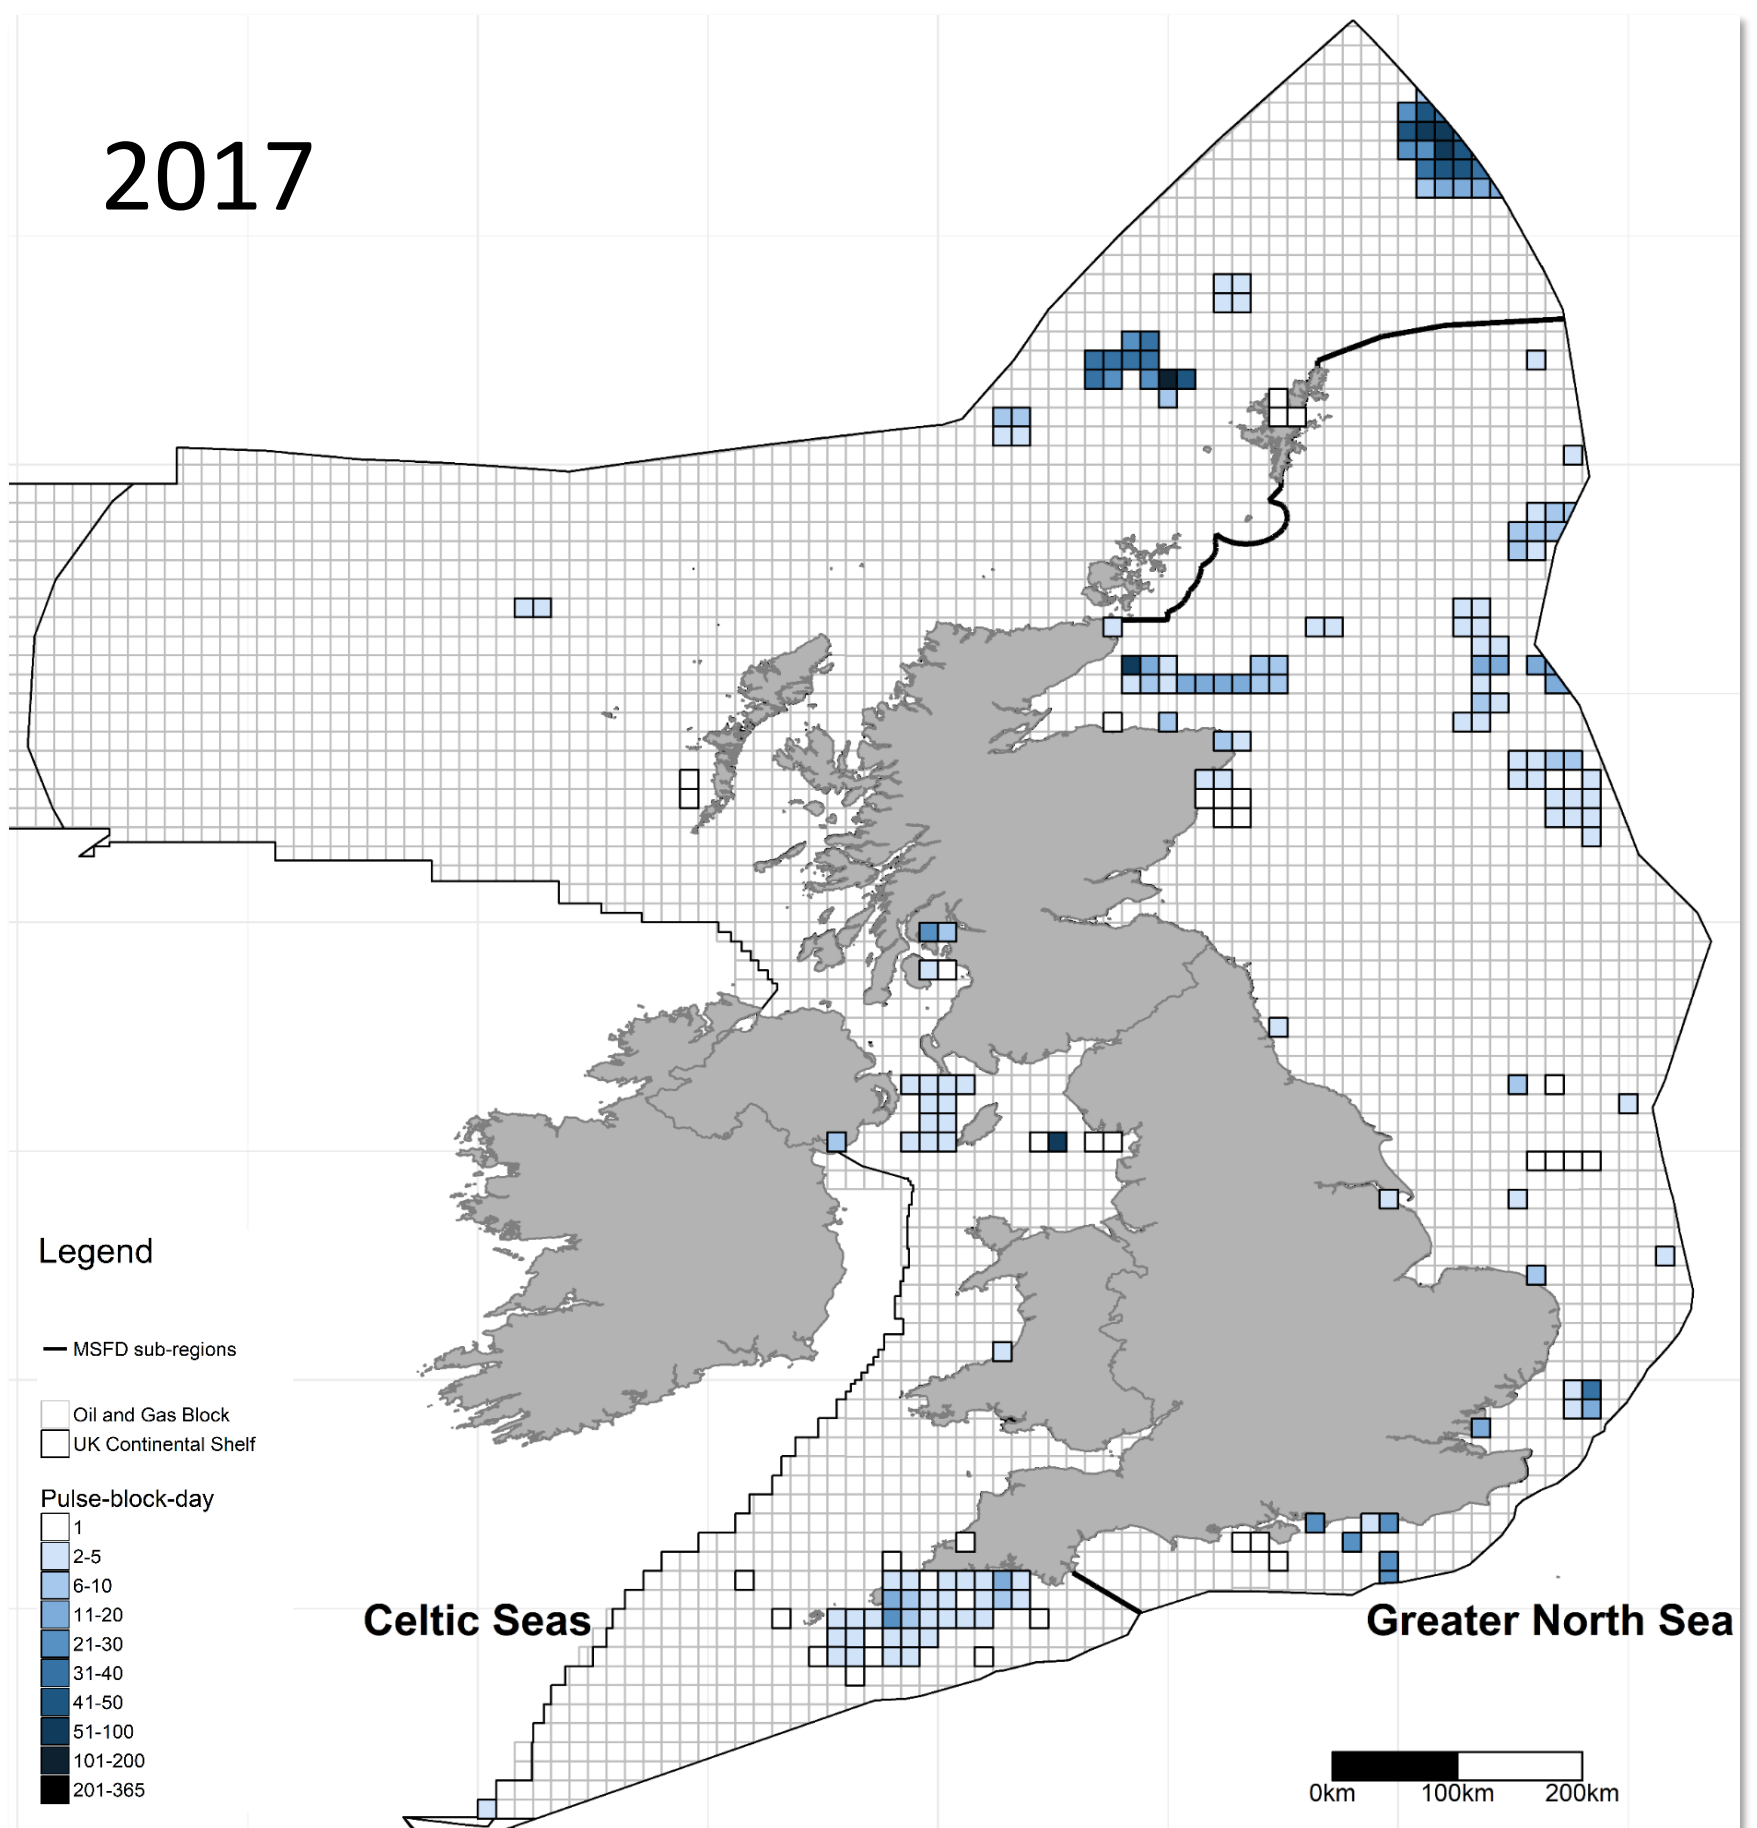 2017
Legend
MSFD sub-regions
Oil and Gas Block
UK Continental Shelf
Pulse-block-day
1
2-5
6-10
11-20
21-30
31-40
41-50
51-100
101-200
201-365
Celtic Seas
Greater North Sea
0km 100km 200km